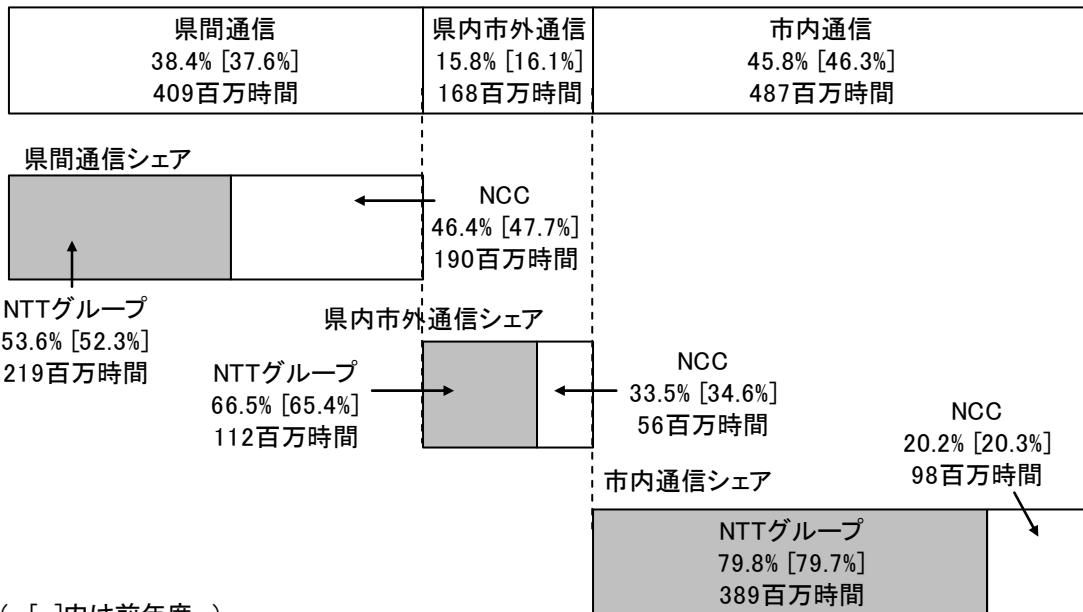 県間通信
38.4% [37.6%]
409百万時間
県内市外通信
15.8% [16.1%]
168百万時間
市内通信
45.8% [46.3%]
487百万時間
県間通信シェア
NCC
46.4% [47.7%]
190百万時間
NTTグループ
53.6% [52.3%]
219百万時間
県内市外通信シェア
NTTグループ
66.5% [65.4%]
112百万時間
NCC
33.5% [34.6%]
56百万時間
NCC
20.2% [20.3%]
98百万時間
市内通信シェア
NTTグループ
79.8% [79.7%]
389百万時間
( [ ]内は前年度 )